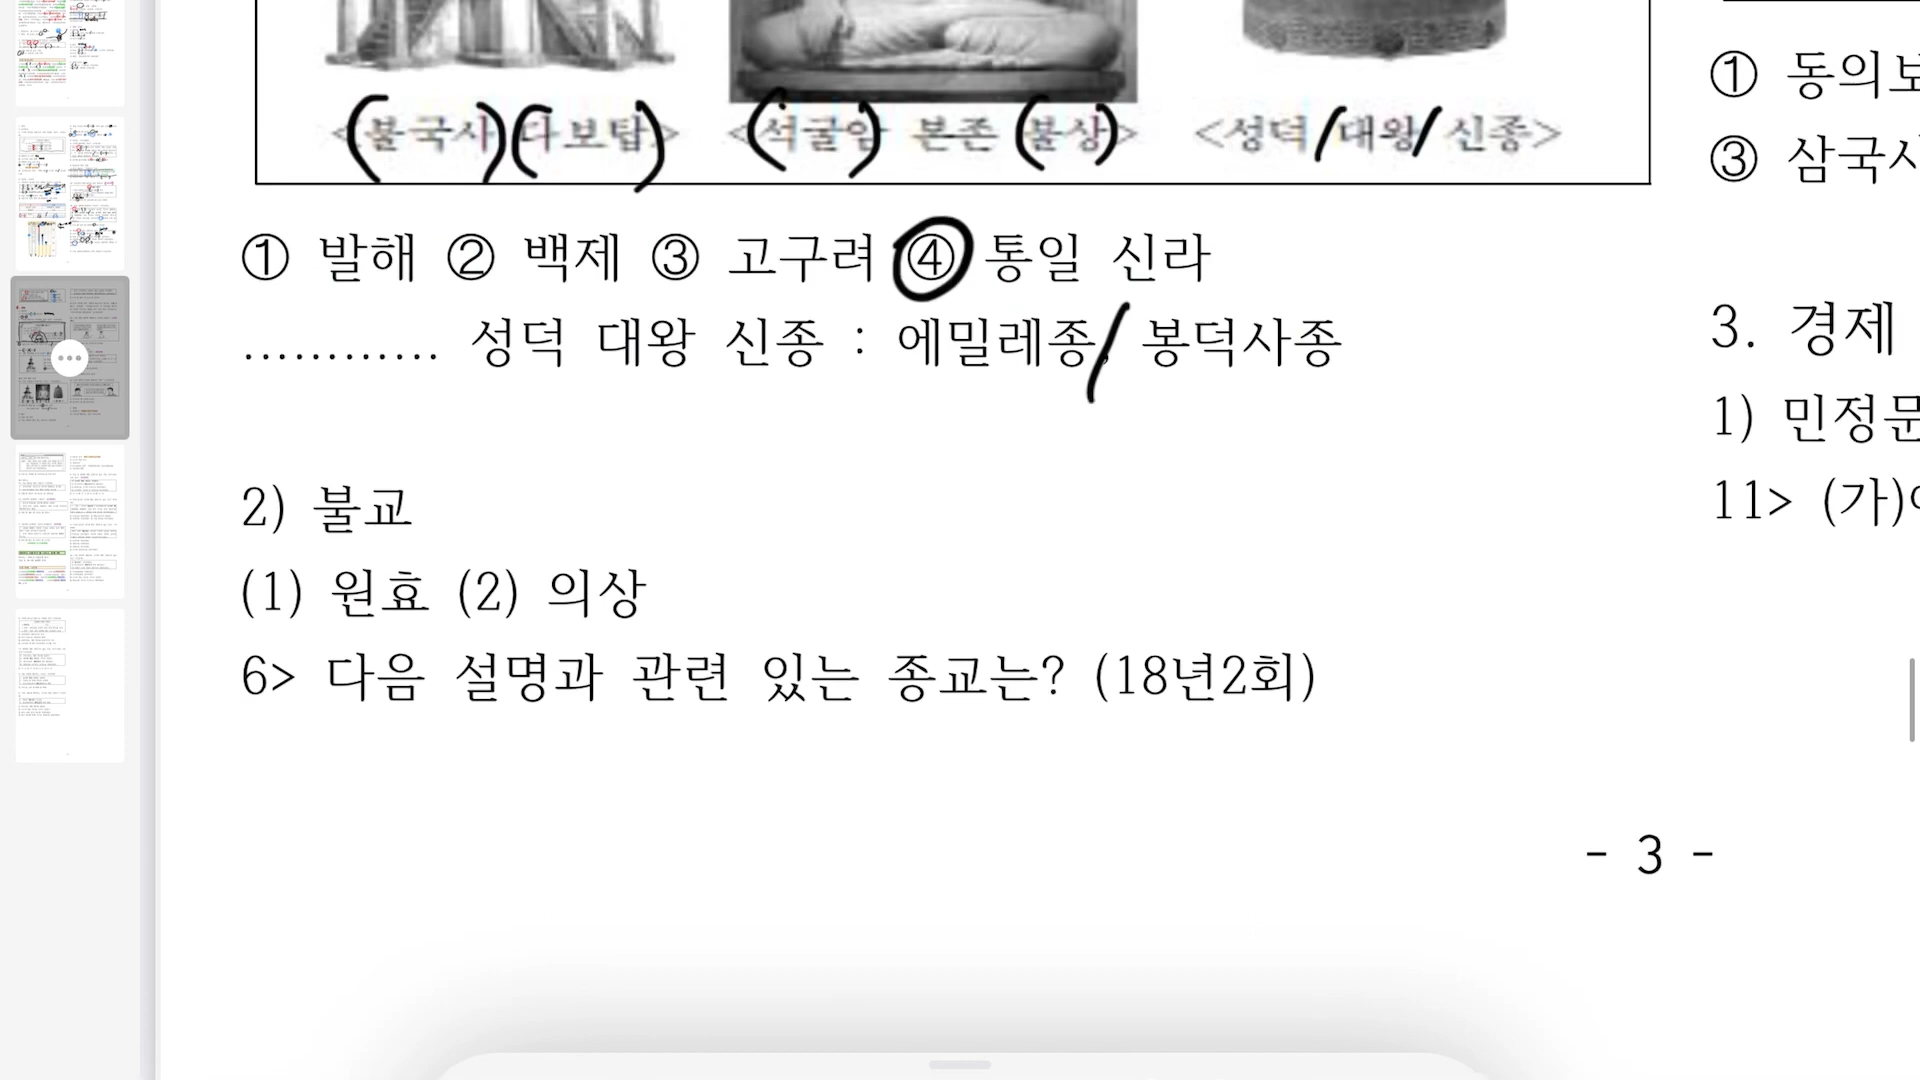 <불국사 다보탑> <석굴암 본존 불상> <성덕 대왕 신종>
① 발해 ② 백제 ③ 고구려 ④ 통일 신라
............ 성덕 대왕 신종 : 에밀레종, 봉덕사종
2) 불교
(1) 원효 (2) 의상
6> 다음 설명과 관련 있는 종교는? (18년2회)
- 3 -
① 동의보
③ 삼국사
3. 경제
1) 민정문
11> (가)